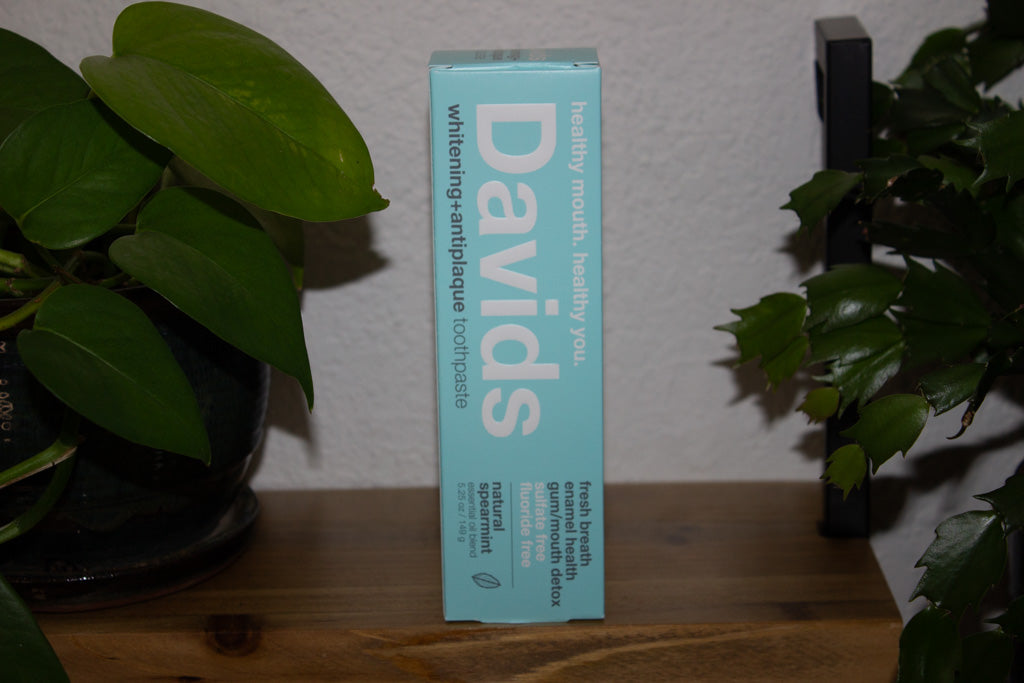 healthy mouth. healthy you.
Davids
whitening+antiplaque toothpaste
fresh breath
enamel health
gum/mouth detox
sulfate free
fluoride free
natural
spearmint
essential oil blend
5.25 oz / 149 g